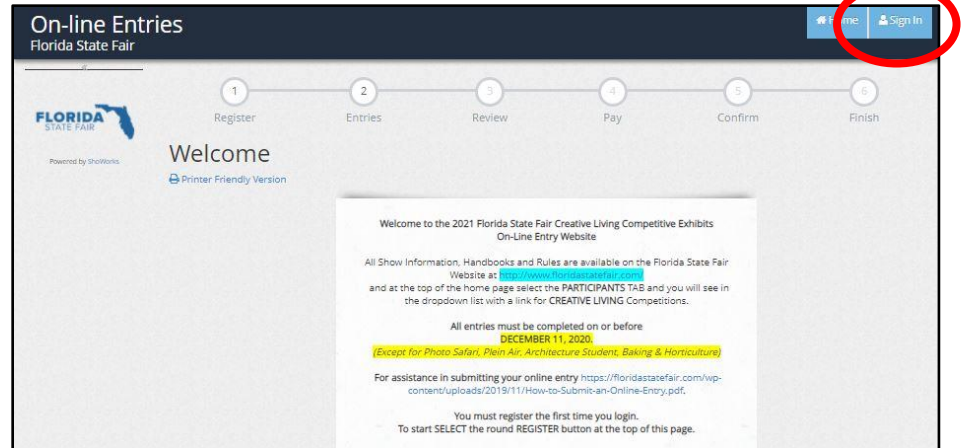 On-line Entries
Florida State Fair
Home
Sign In
1
2
3
4
5
6
Register
Entries
Review
Pay
Confirm
Finish
FLORIDA
STATE FAIR
Powered by ShoWorks
Welcome
Printer Friendly Version
Welcome to the 2021 Florida State Fair Creative Living Competitive Exhibits
On-Line Entry Website
All Show Information, Handbooks and Rules are available on the Florida State Fair
Website at http://www.floridastatefair.com/
and at the top of the home page select the PARTICIPANTS TAB and you will see in
the dropdown list with a link for CREATIVE LIVING Competitions.
All entries must be completed on or before
DECEMBER 11, 2020.
(Except for Photo Safari, Plein Air, Architecture Student, Baking & Horticulture)
For assistance in submitting your online entry https://floridastatefair.com/wp-
content/uploads/2019/11/How-to-Submit-an-Online-Entry.pdf.
You must register the first time you login.
To start SELECT the round REGISTER button at the top of this page.